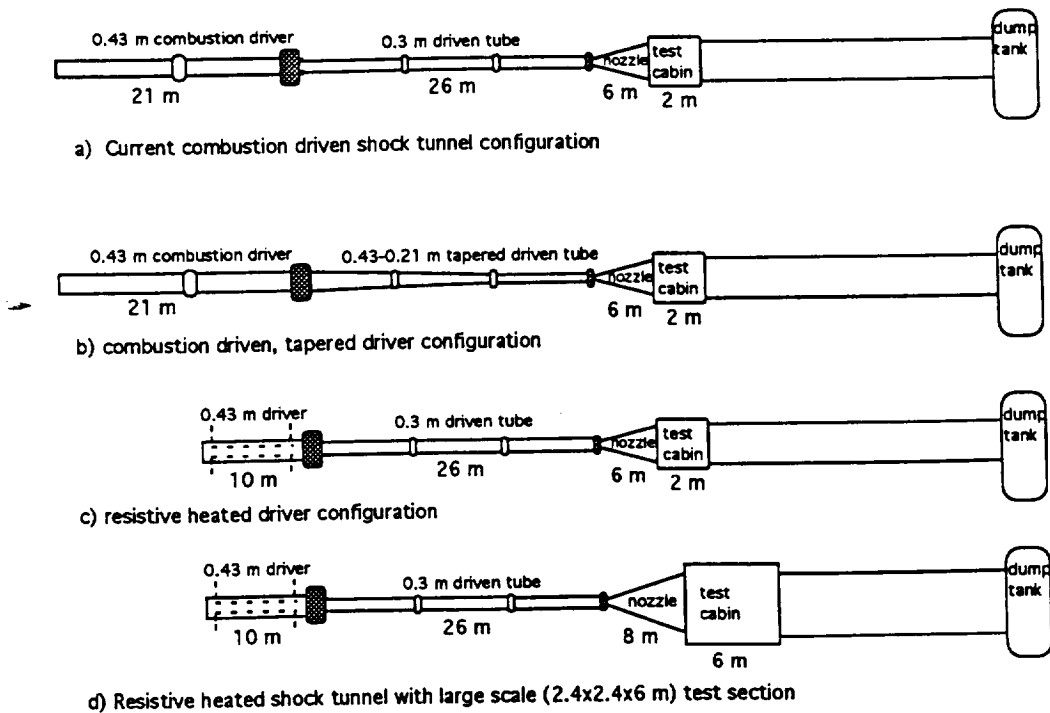 0.43 m combustion driver
0.3 m driven tube
dump
tank
nozzle
test
cabin
21 m
26 m
6 m
2 m
a) Current combustion driven shock tunnel configuration
0.43 m combustion driver
0.43-0.21 m tapered driven tube
dump
tank
nozzle
test
cabin
21 m
6 m
2 m
b) combustion driven, tapered driver configuration
0.43 m driver
0.3 m driven tube
dump
tank
nozzle
test
cabin
10 m
26 m
6 m
2 m
c) resistive heated driver configuration
0.43 m driver
0.3 m driven tube
dump
tank
nozzle
test
cabin
10 m
26 m
8 m
6 m
d) Resistive heated shock tunnel with large scale (2.4x2.4x6 m) test section